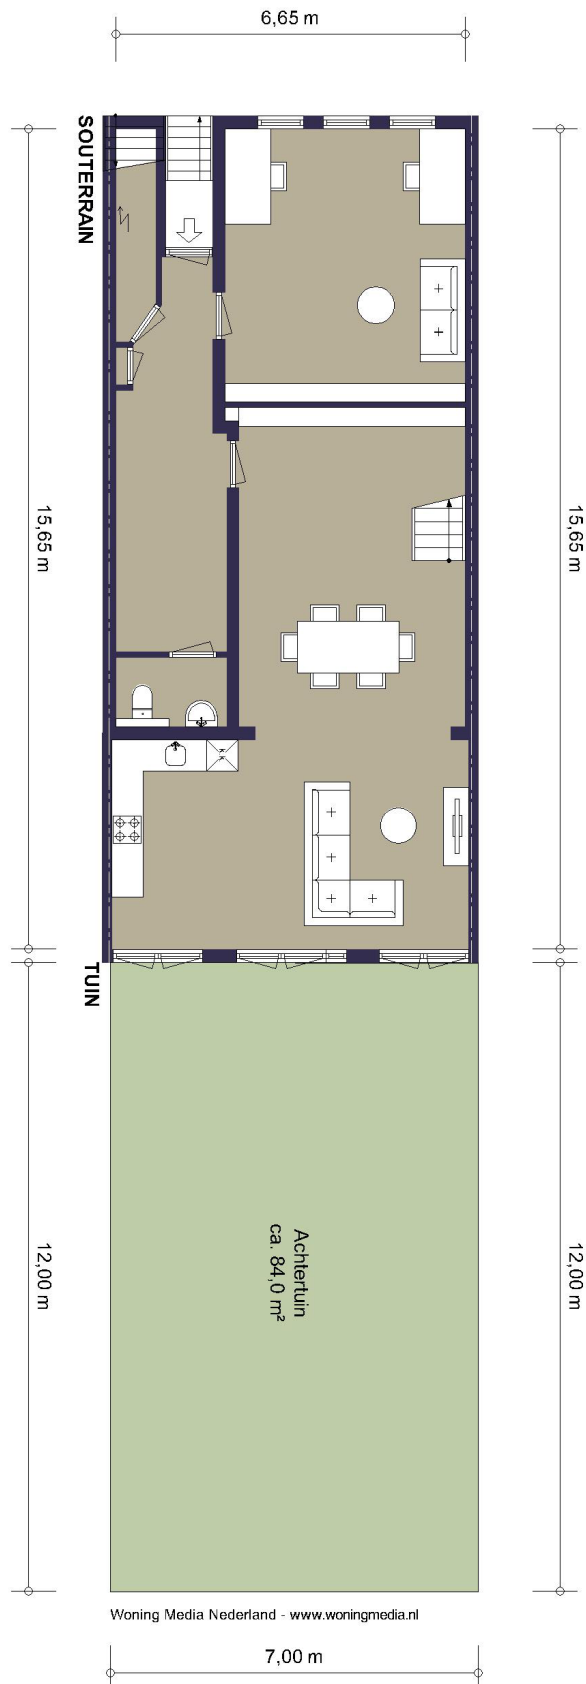 6,65 m
SOUTERRAIN
15,65 m
15,65 m
TUIN
Achtertuin
ca. 84,0 m²
12,00 m
12,00 m
Woning Media Nederland - www.woningmedia.nl
7,00 m